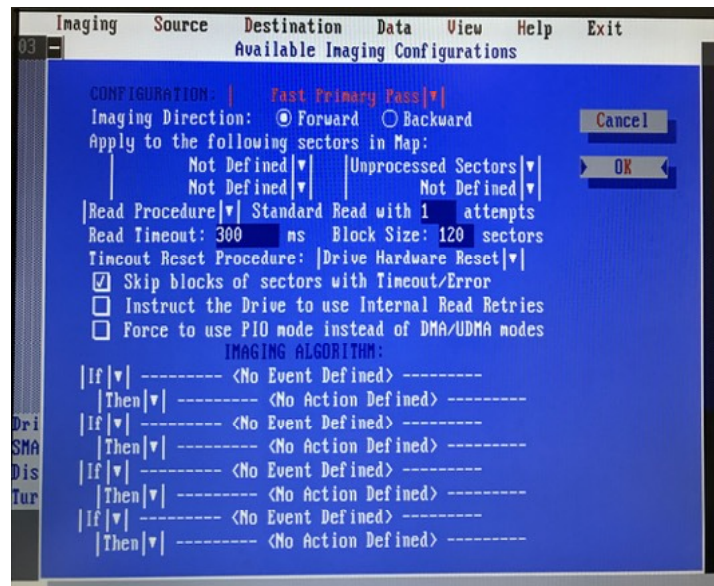 Imaging Source Destination Data View Help Exit
03
Available Imaging Configurations
CONFIGURATION: Fast Primary Pass
Imaging Direction: Forward Backward
Cancel
Apply to the following sectors in Map:
Not Defined Unprocessed Sectors
OK
Not Defined Not Defined
Read Procedure Standard Read with 1 attempts
Read Timeout: 300 ms Block Size: 120 sectors
Timeout Reset Procedure: Drive Hardware Reset
Skip blocks of sectors with Timeout/Error
Instruct the Drive to use Internal Read Retries
Force to use PIO mode instead of DMA/UDMA modes
IMAGING ALGORITHM:
If --------- <No Event Defined> ---------
Then --------- <No Action Defined> ---------
Dri
If --------- <No Event Defined> ---------
SMA
Then --------- <No Action Defined> ---------
Dis
If --------- <No Event Defined> ---------
Tur
Then --------- <No Action Defined> ---------
If --------- <No Event Defined> ---------
Then --------- <No Action Defined> ---------